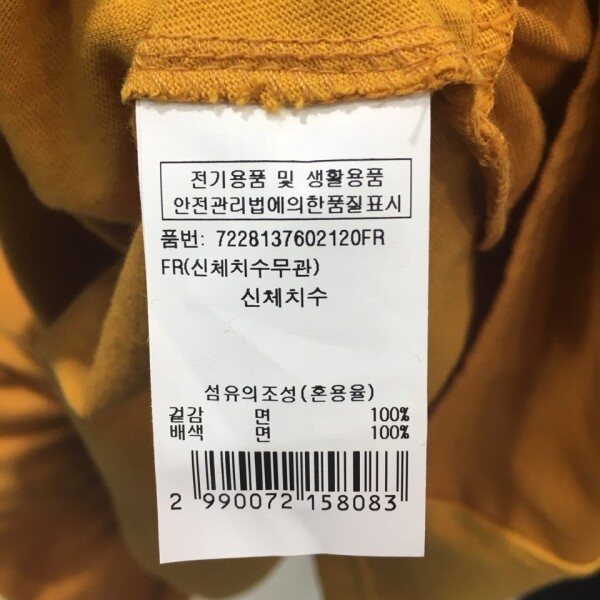 전기용품 및 생활용품
안전관리법에의한품질표시
품번: 7228137602120FR
FR(신체치수무관)
신체치수
섬유의조성(혼용율)
겉감 면 100%
배색 면 100%
2 990072 158083